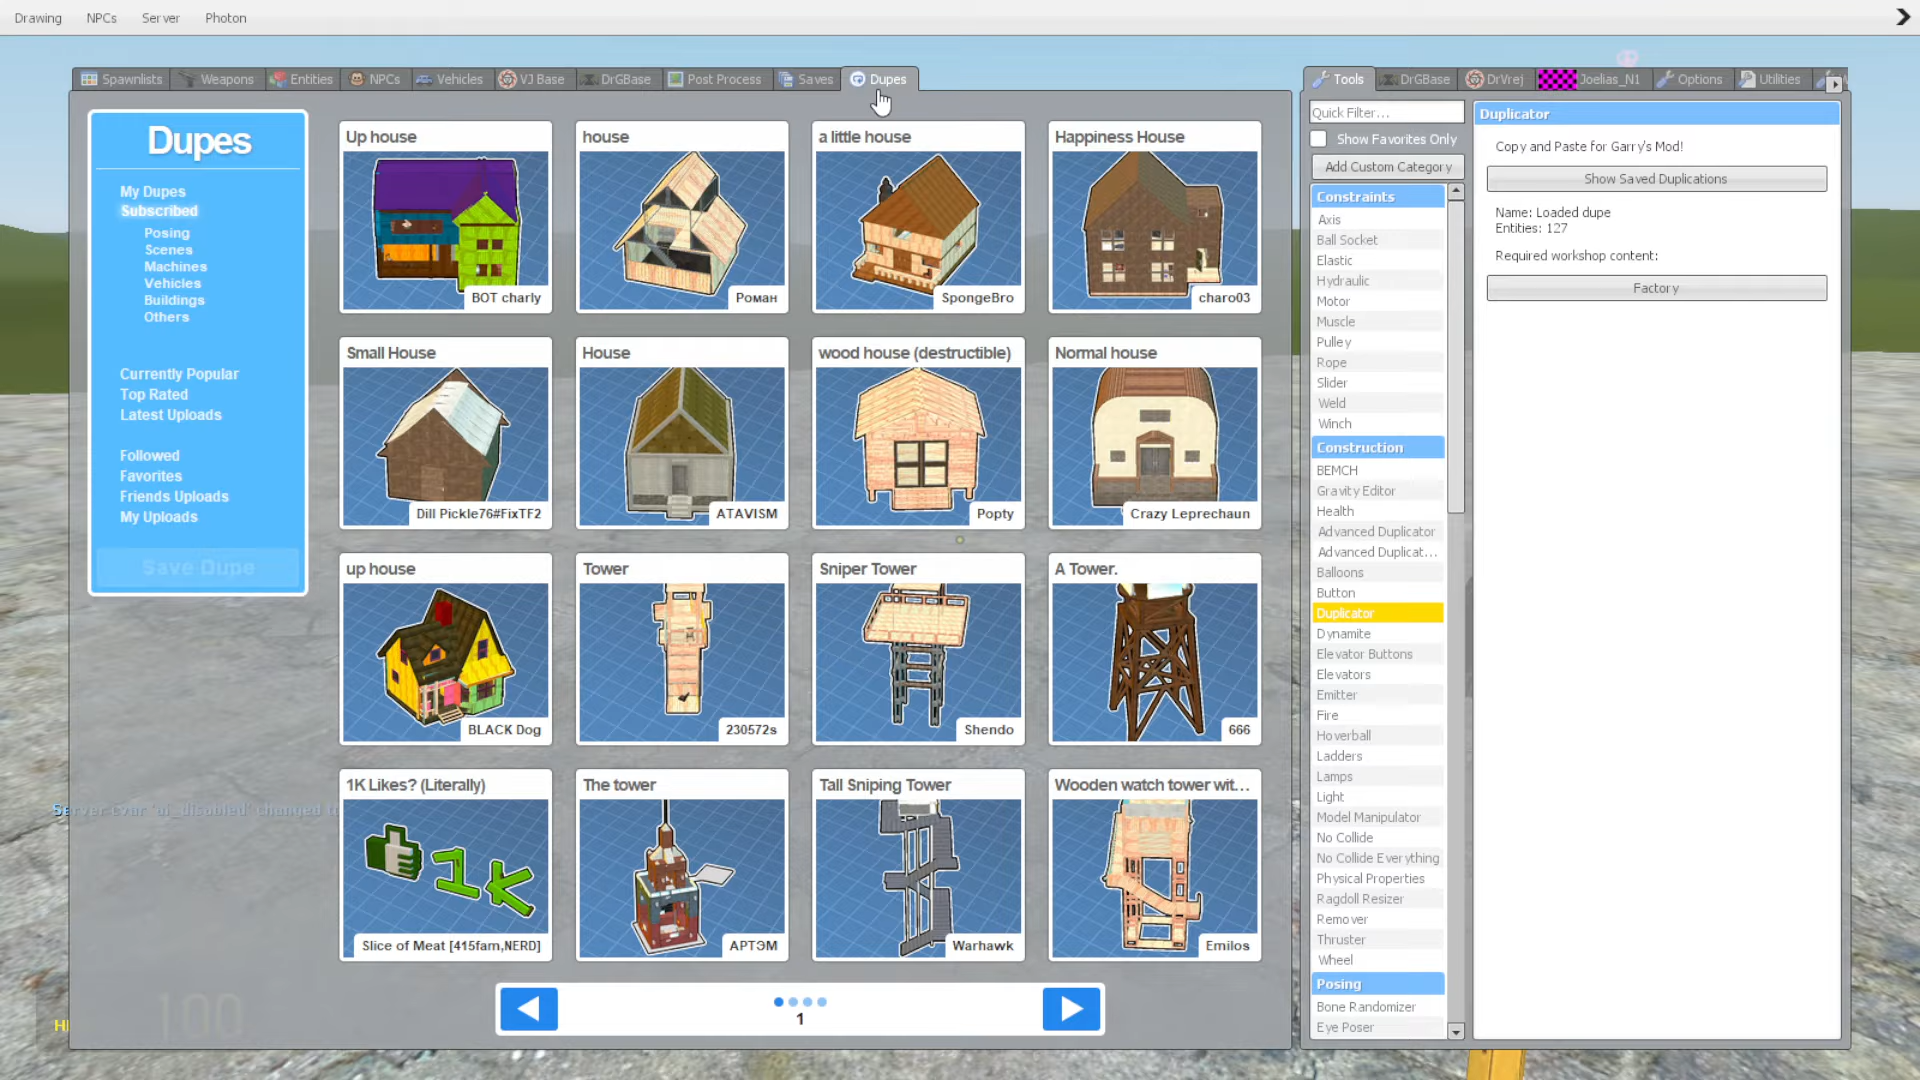 Drawing NPCs Server Photon
Spawnlists Weapons Entities NPCs Vehicles VJ Base DrGBase Post Process Saves Dupes
Dupes
My Dupes
Subscribed
Posing
Scenes
Machines
Vehicles
Buildings
Others
Currently Popular
Top Rated
Latest Uploads
Followed
Favorites
Friends Uploads
My Uploads
Save Dupe
Up house
BOT charly
house
Роман
a little house
SpongeBro
Happiness House
charo03
Small House
Dill Pickle76#FixTF2
House
ATAVISM
wood house (destructible)
Popty
Normal house
Crazy Leprechaun
up house
BLACK Dog
Tower
230572s
Sniper Tower
Shendo
A Tower.
666
1K Likes? (Literally)
1K
Slice of Meat [415fam,NERD]
The tower
АРТЭМ
Tall Sniping Tower
Warhawk
Wooden watch tower wit...
Emilos
1
Server cvar 'ai_disabled' changed t
100
Tools DrGBase DrVrej Joelias_N1 Options Utilities
Quick Filter...
Show Favorites Only
Add Custom Category
Constraints
Axis
Ball Socket
Elastic
Hydraulic
Motor
Muscle
Pulley
Rope
Slider
Weld
Winch
Construction
BEMCH
Gravity Editor
Health
Advanced Duplicator
Advanced Duplicat...
Balloons
Button
Duplicator
Dynamite
Elevator Buttons
Elevators
Emitter
Fire
Hoverball
Ladders
Lamps
Light
Model Manipulator
No Collide
No Collide Everything
Physical Properties
Ragdoll Resizer
Remover
Thruster
Wheel
Posing
Bone Randomizer
Eye Poser
Duplicator
Copy and Paste for Garry's Mod!
Show Saved Duplications
Name: Loaded dupe
Entities: 127
Required workshop content:
Factory